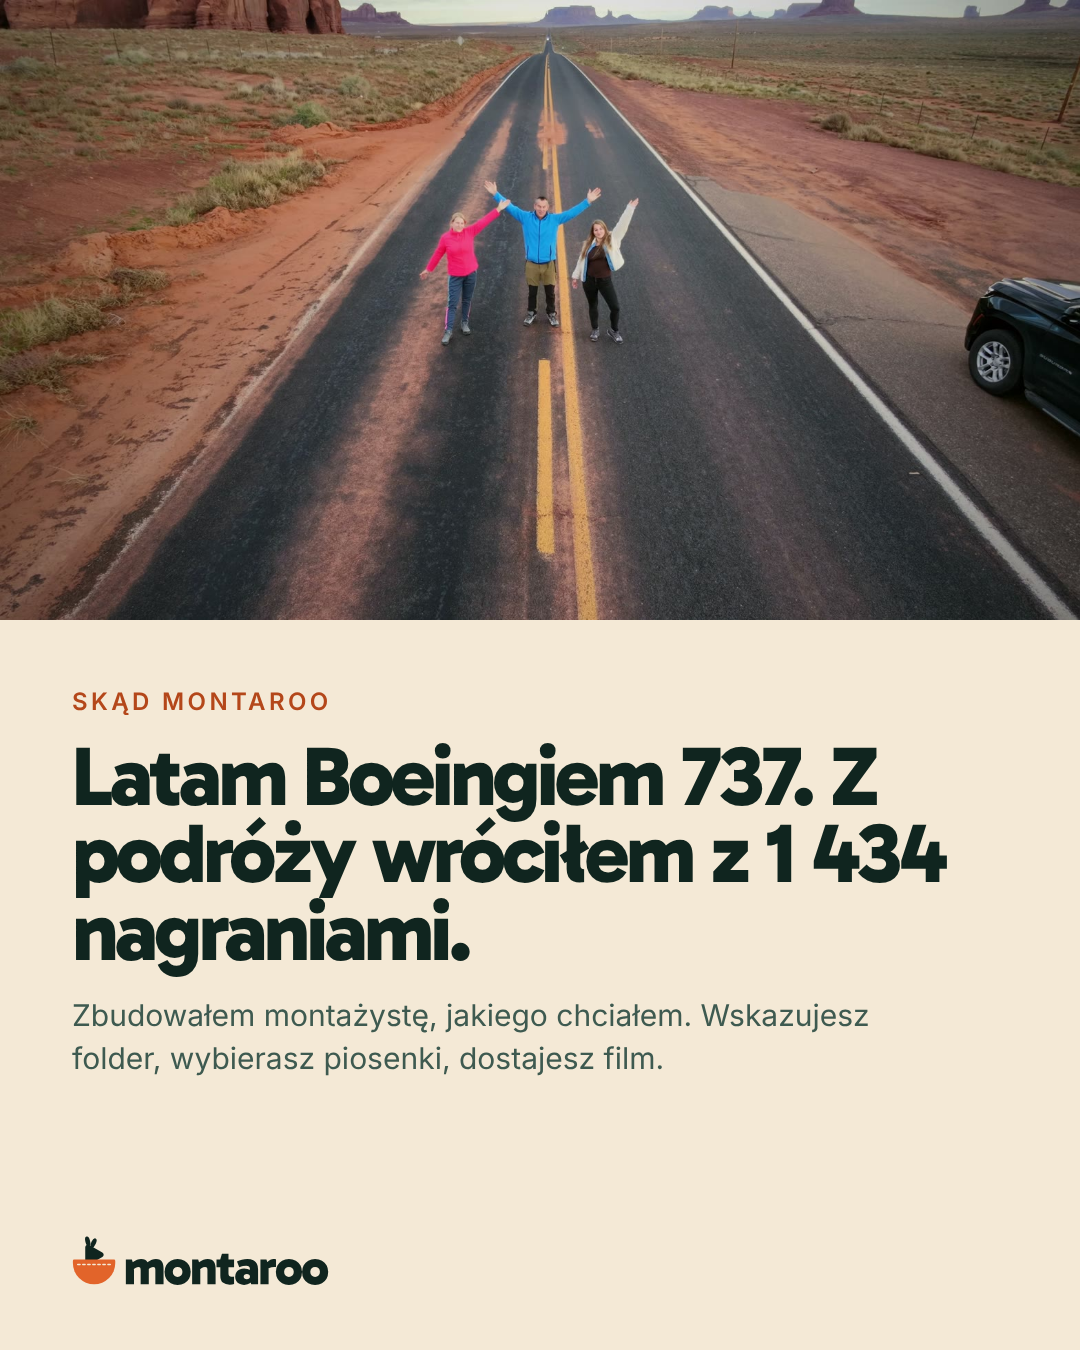 SKĄD MONTAROO
Latam Boeingiem 737. Z
podróży wróciłem z 1 434
nagraniami.
Zbudowałem montażystę, jakiego chciałem. Wskazujesz
folder, wybierasz piosenki, dostajesz film.
montaroo